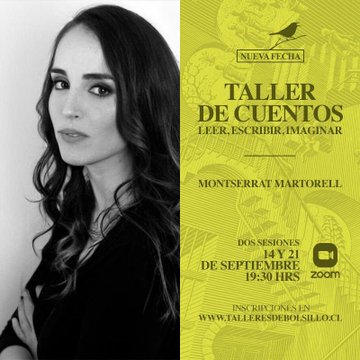 NUEVA FECHA
TALLER
DE CUENTOS
LEER, ESCRIBIR, IMAGINAR
MONTSERRAT MARTORELL
DOS SESIONES
14 Y 21
DE SEPTIEMBRE
19:30 HRS
zoom
INSCRIPCIONES EN
WWW.TALLERESDEBOLSILLO.CL